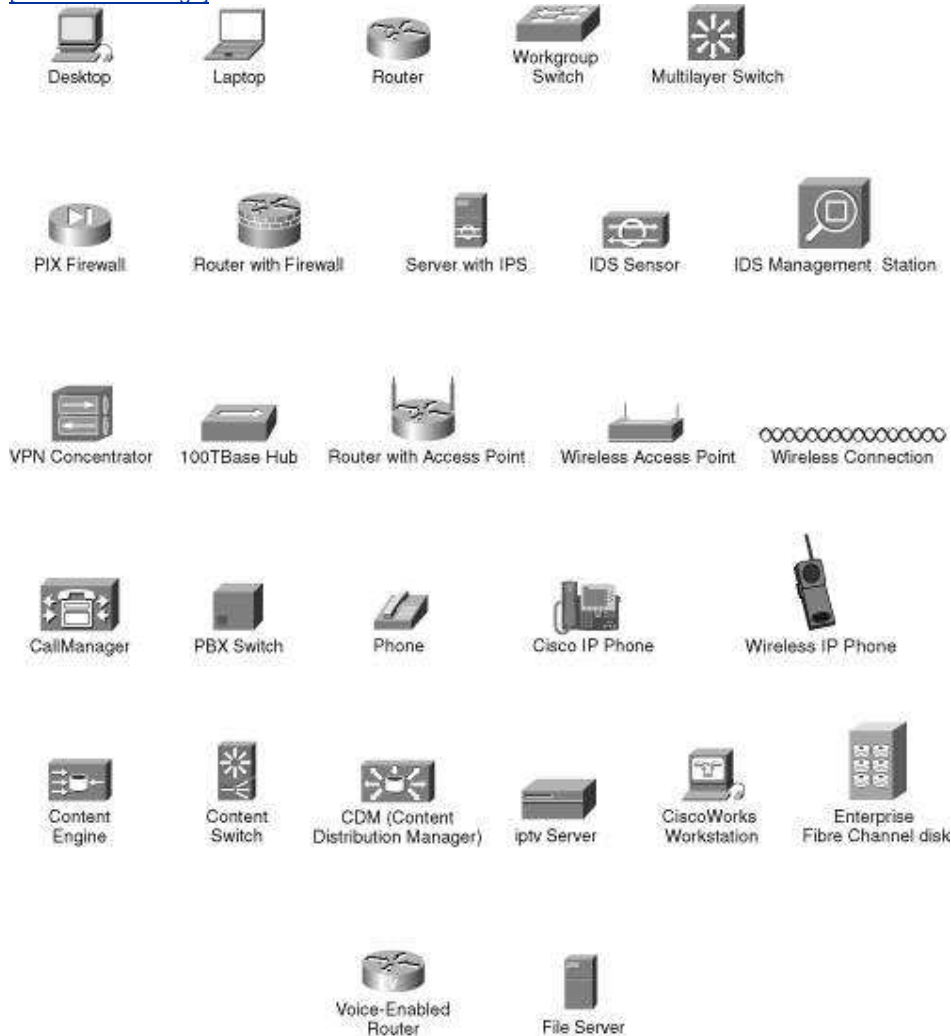 Desktop
Laptop
Router
Workgroup
Switch
Multilayer Switch
PIX Firewall
Router with Firewall
Server with IPS
IDS Sensor
IDS Management Station
VPN Concentrator
100TBase Hub
Router with Access Point
Wireless Access Point
Wireless Connection
CallManager
PBX Switch
Phone
Cisco IP Phone
Wireless IP Phone
Content
Engine
Content
Switch
CDM (Content
Distribution Manager)
iptv Server
CiscoWorks
Workstation
Enterprise
Fibre Channel disk
Voice-Enabled
Router
File Server